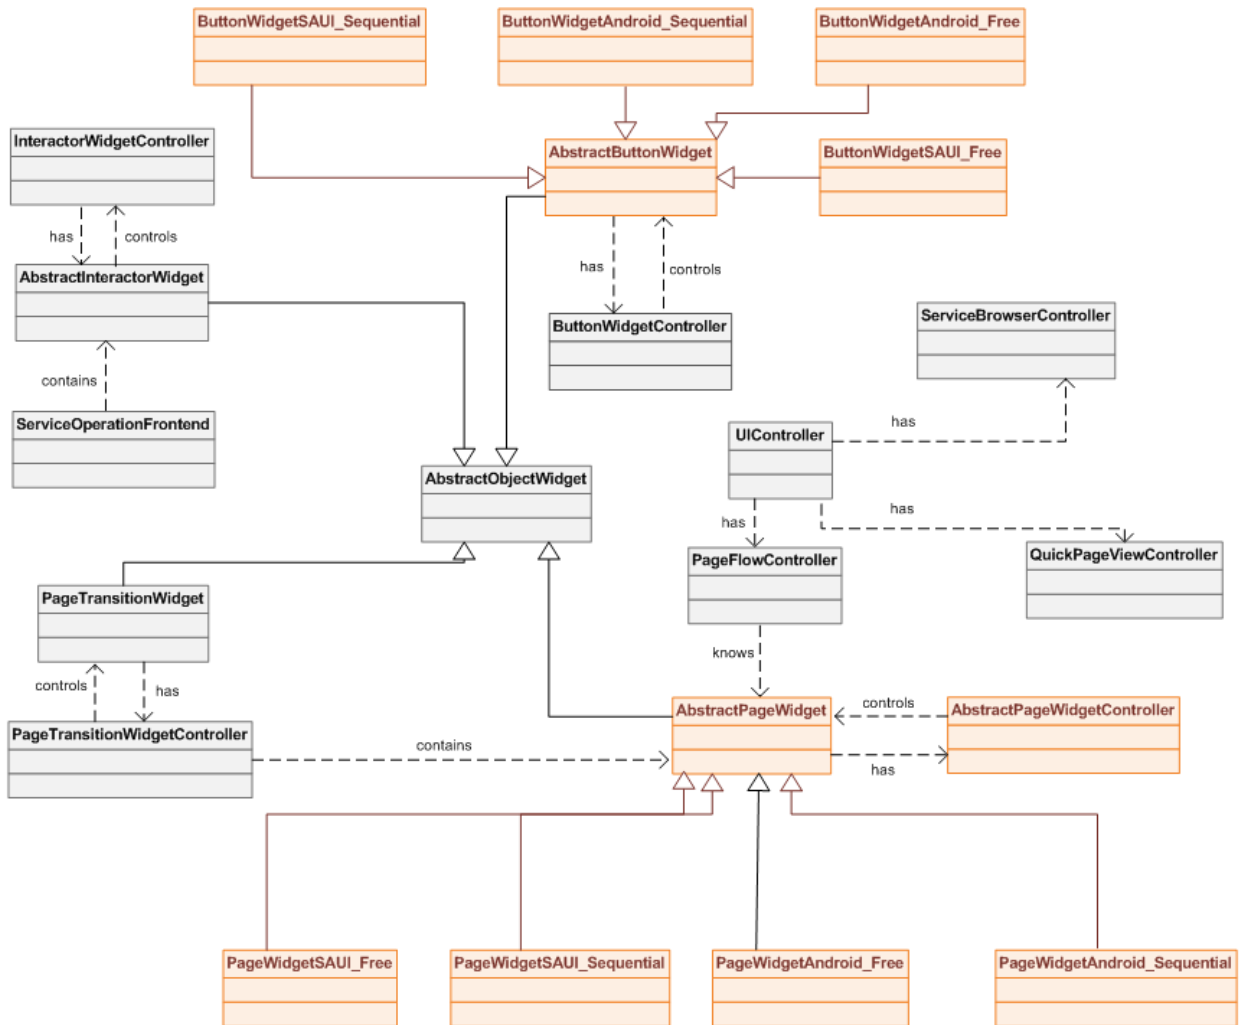 ButtonWidgetSAUI_Sequential
ButtonWidgetAndroid_Sequential
ButtonWidgetAndroid_Free
InteractorWidgetController
AbstractButtonWidget
ButtonWidgetSAUI_Free
has
controls
AbstractInteractorWidget
has
controls
ServiceBrowserController
ButtonWidgetController
contains
ServiceOperationFrontend
UIController
has
AbstractObjectWidget
has
has
PageFlowController
QuickPageViewController
PageTransitionWidget
knows
controls
has
AbstractPageWidget
controls
AbstractPageWidgetController
PageTransitionWidgetController
contains
has
PageWidgetSAUI_Free
PageWidgetSAUI_Sequential
PageWidgetAndroid_Free
PageWidgetAndroid_Sequential